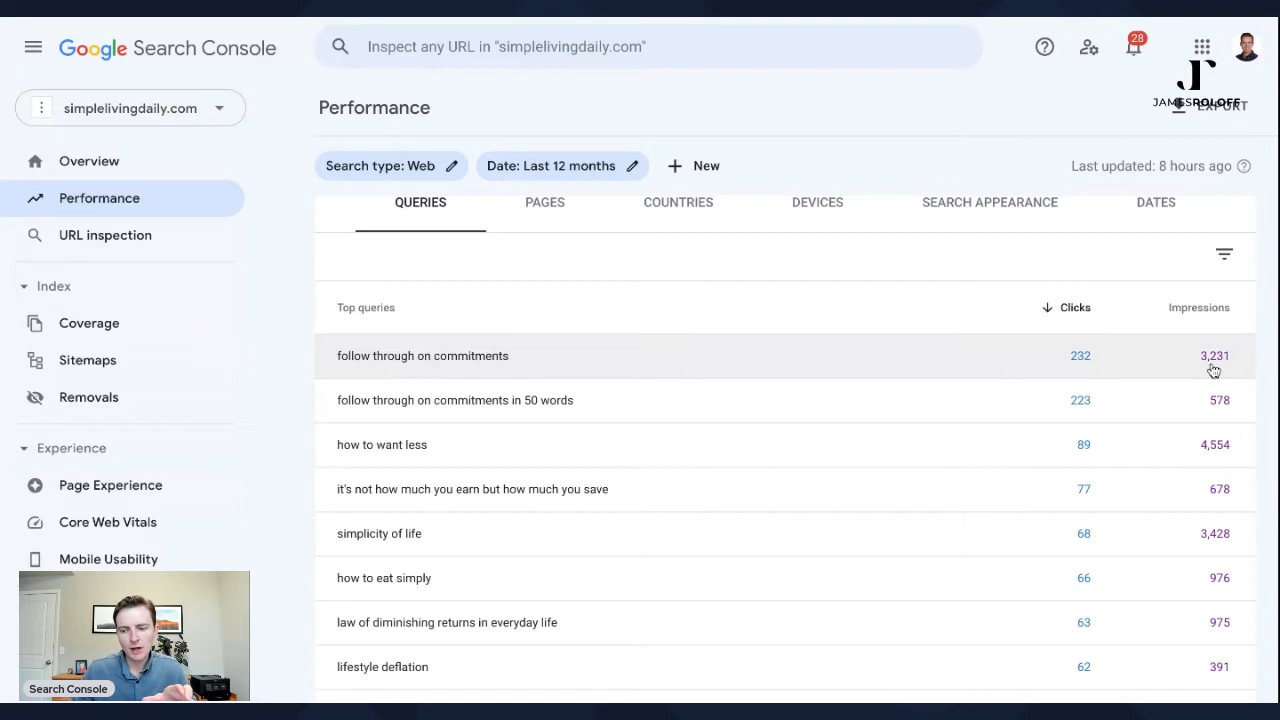 Google Search Console
Inspect any URL in "simplelivingdaily.com"
28
JAMESROLOFF
EXPORT
simplelivingdaily.com
Performance
Overview
Performance
URL inspection
Index
Coverage
Sitemaps
Removals
Experience
Page Experience
Core Web Vitals
Mobile Usability
Search type: Web
Date: Last 12 months
New
Last updated: 8 hours ago
QUERIES PAGES COUNTRIES DEVICES SEARCH APPEARANCE DATES
Top queries Clicks Impressions
follow through on commitments 232 3,231
follow through on commitments in 50 words 223 578
how to want less 89 4,554
it's not how much you earn but how much you save 77 678
simplicity of life 68 3,428
how to eat simply 66 976
law of diminishing returns in everyday life 63 975
lifestyle deflation 62 391
Search Console